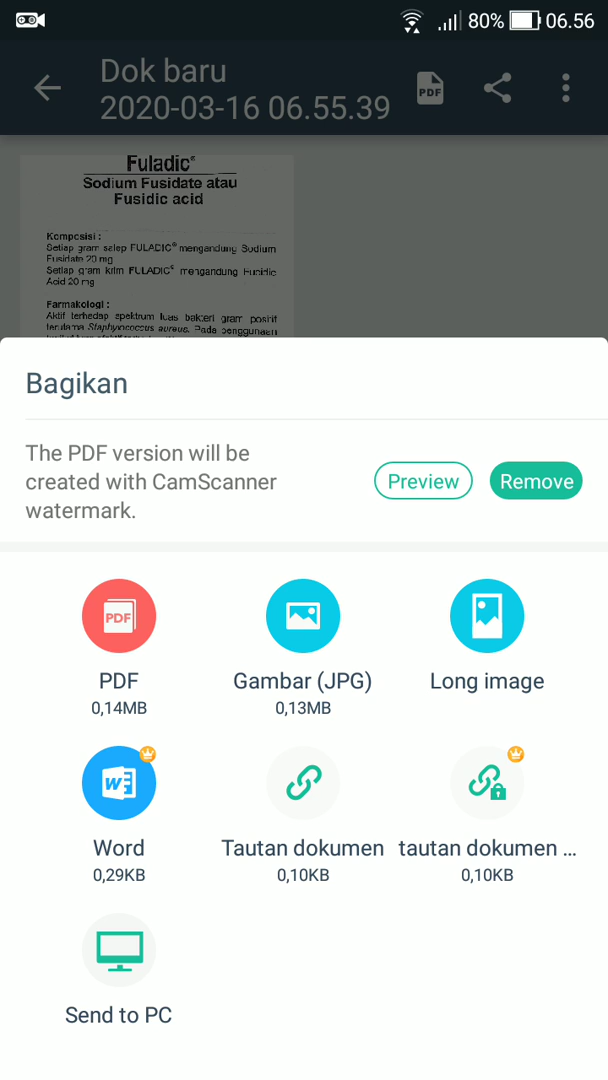 80% 06.56
Dok baru
2020-03-16 06.55.39
PDF
Fuladic®
Sodium Fusidate atau
Fusidic acid
Komposisi :
Setiap gram salep FULADIC® mengandung Sodium
Fusidate 20 mg
Setiap gram krim FULADIC® mengandung Fucidic
Acid 20 mg
Farmakologi :
Aktif terhadap spektrum luas bakteri gram positif
terutama Staphyococcus aureus. Pada penggunaan
Bagikan
The PDF version will be
created with CamScanner
watermark.
Preview
Remove
PDF
PDF
0,14MB
Gambar (JPG)
0,13MB
Long image
W
Word
0,29KB
Tautan dokumen
0,10KB
tautan dokumen ...
0,10KB
Send to PC